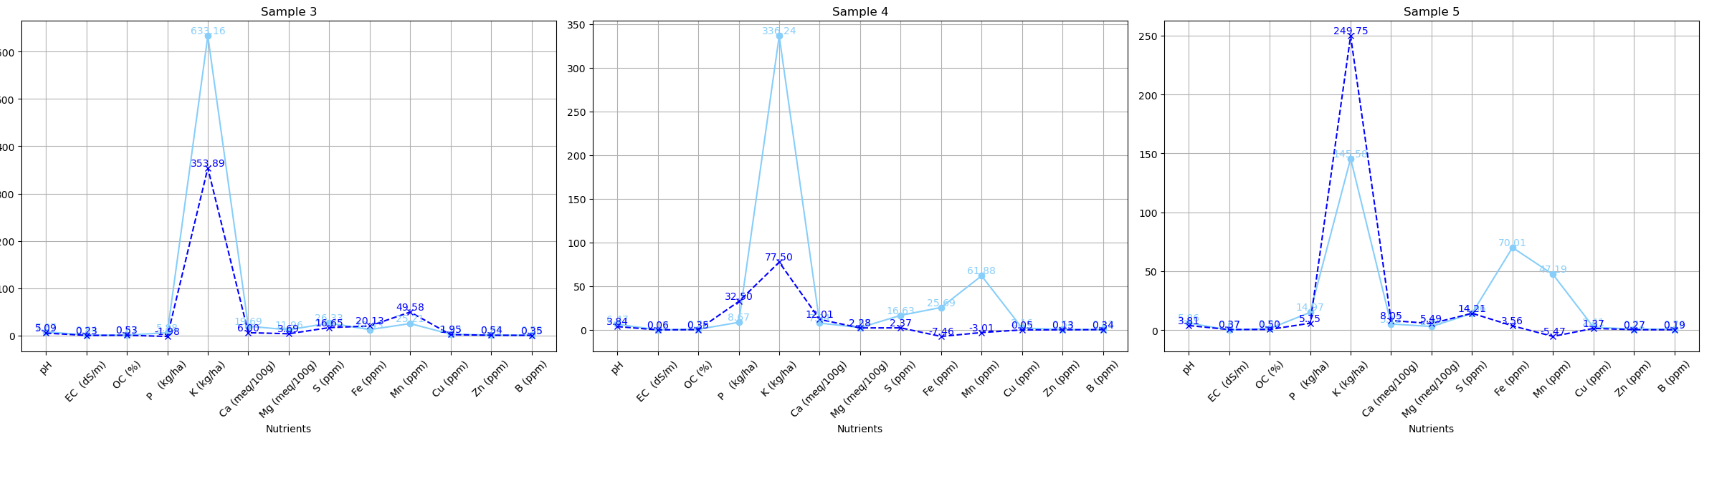 Sample 3
633.16
353.89
5.09
0.23
0.53
-1.98
6.00
3.69
16.65
20.13
49.58
1.95
0.54
0.35
100
pH
EC (dS/m)
OC (%)
P (kg/ha)
K (kg/ha)
Ca (meq/100g)
Mg (meq/100g)
S (ppm)
Fe (ppm)
Mn (ppm)
Cu (ppm)
Zn (ppm)
B (ppm)
Nutrients
Sample 4
350
300
250
200
150
100
50
0
336.24
77.50
32.50
0.06
0.35
12.01
2.28
16.63
2.37
25.69
-7.46
61.88
-3.01
0.05
0.13
0.34
pH
EC (dS/m)
OC (%)
P (kg/ha)
K (kg/ha)
Ca (meq/100g)
Mg (meq/100g)
S (ppm)
Fe (ppm)
Mn (ppm)
Cu (ppm)
Zn (ppm)
B (ppm)
Nutrients
Sample 5
250
200
150
100
50
0
249.75
3.81
0.37
0.50
5.75
8.05
5.49
14.21
70.01
3.56
47.19
-5.47
1.37
0.27
0.19
pH
EC (dS/m)
OC (%)
P (kg/ha)
K (kg/ha)
Ca (meq/100g)
Mg (meq/100g)
S (ppm)
Fe (ppm)
Mn (ppm)
Cu (ppm)
Zn (ppm)
B (ppm)
Nutrients